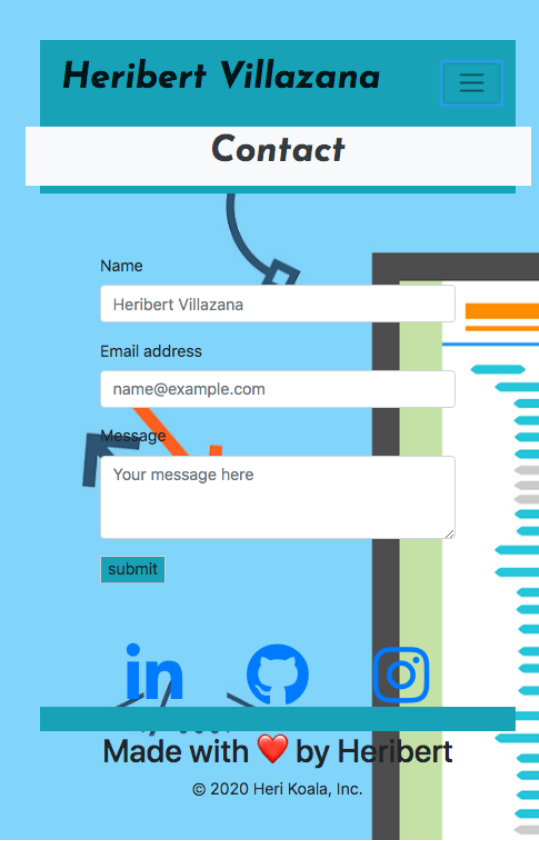 Heribert Villazana
Contact
Name
Heribert Villazana
Email address
name@example.com
Message
Your message here
submit
in
Made with ❤️ by Heribert
© 2020 Heri Koala, Inc.